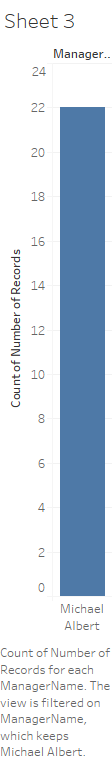 Sheet 3
Manager..
24
22
20
18
16
14
12
10
8
6
4
2
0
Count of Number of Records
Michael
Albert
Count of Number of
Records for each
ManagerName. The
view is filtered on
ManagerName,
which keeps
Michael Albert.